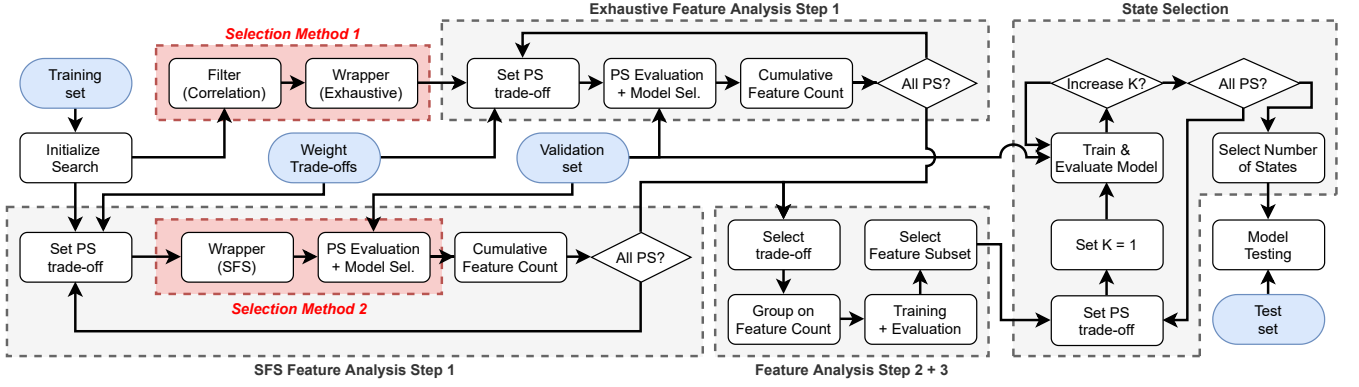 Exhaustive Feature Analysis Step 1
State Selection
Selection Method 1
Training
set
Filter
(Correlation)
Wrapper
(Exhaustive)
Set PS
trade-off
PS Evaluation
+ Model Sel.
Cumulative
Feature Count
All PS?
Increase K?
All PS?
Initialize
Search
Weight
Trade-offs
Validation
set
Train &
Evaluate Model
Select Number
of States
Set PS
trade-off
Wrapper
(SFS)
PS Evaluation
+ Model Sel.
Cumulative
Feature Count
All PS?
Select
trade-off
Select
Feature Subset
Set K = 1
Model
Testing
Selection Method 2
Group on
Feature Count
Training
+ Evaluation
Set PS
trade-off
Test
set
SFS Feature Analysis Step 1
Feature Analysis Step 2 + 3